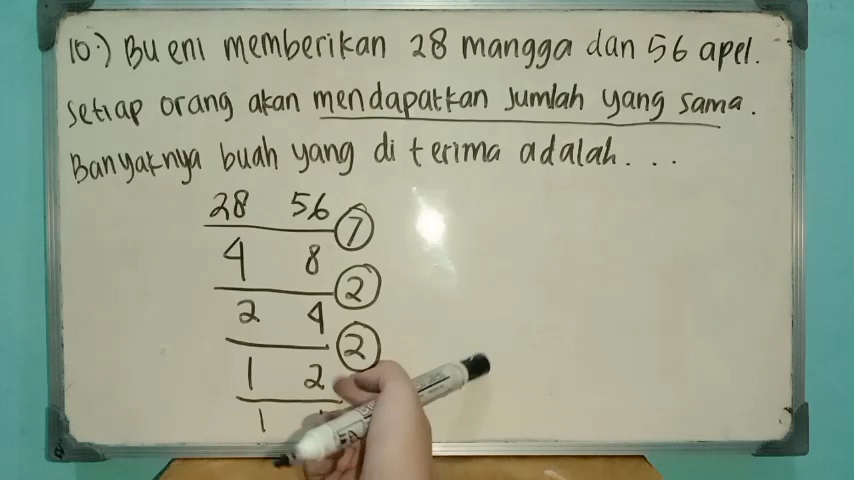 10.) Bu eni memberikan 28 mangga dan 56 apel.
setiap orang akan mendapatkan jumlah yang sama.
Banyaknya buah yang di terima adalah...
28 56 7
4 8 2
2 4 2
1 2
1